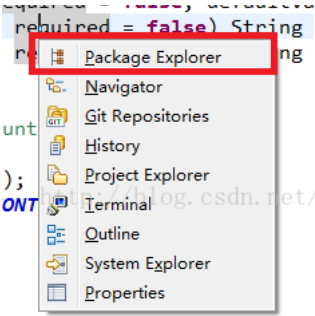 = false, defaultVa
required = false) String
re
ng
Package Explorer
Navigator
GIT
Git Repositories
unt
History
Project Explorer
);
http://blog.csdn.net/
ONT
Terminal
Outline
System Explorer
Properties